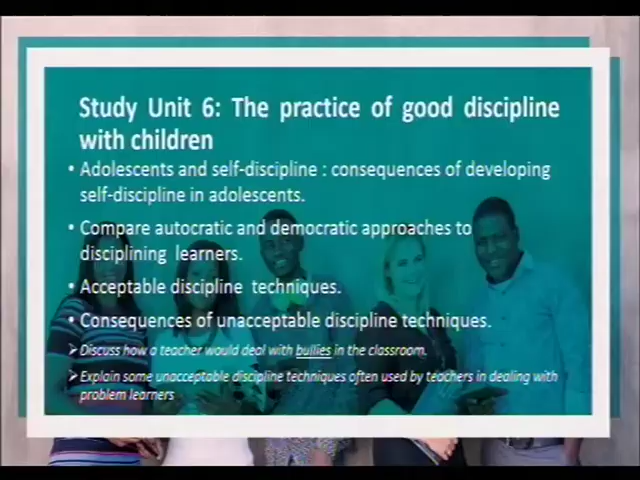 Study Unit 6: The practice of good discipline
with children
• Adolescents and self-discipline : consequences of developing
self-discipline in adolescents.
• Compare autocratic and democratic approaches to
disciplining learners.
• Acceptable discipline techniques.
• Consequences of unacceptable discipline techniques.
➢ Discuss how a teacher would deal with bullies in the classroom.
➢ Explain some unacceptable discipline techniques often used by teachers in dealing with
problem learners